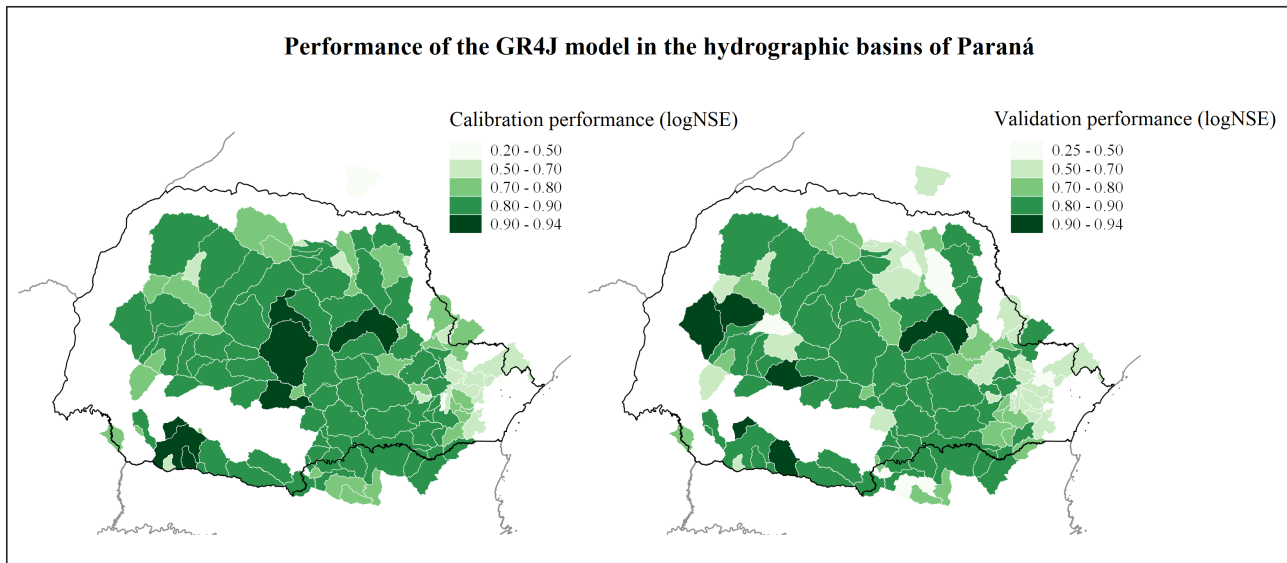 Performance of the GR4J model in the hydrographic basins of Paraná
Calibration performance (logNSE)
0.20 - 0.50
0.50 - 0.70
0.70 - 0.80
0.80 - 0.90
0.90 - 0.94
Validation performance (logNSE)
0.25 - 0.50
0.50 - 0.70
0.70 - 0.80
0.80 - 0.90
0.90 - 0.94